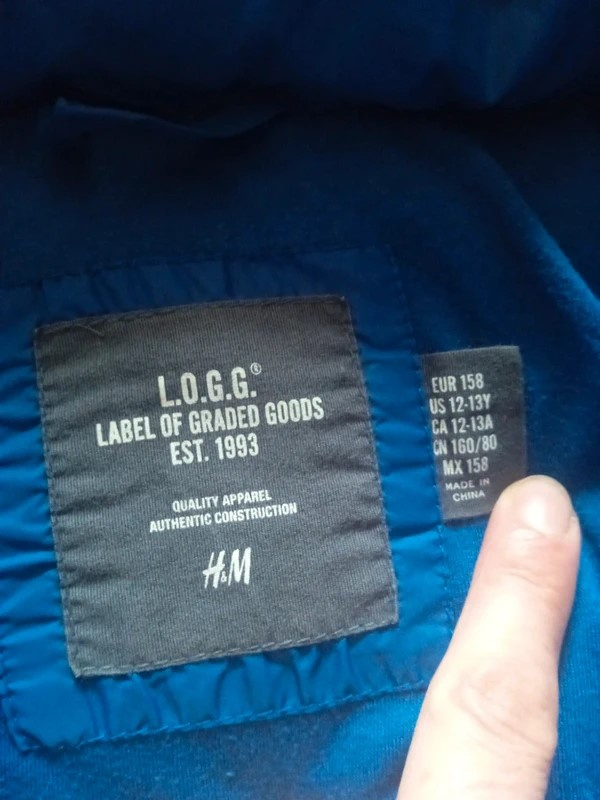 L.O.G.G.®
LABEL OF GRADED GOODS
EST. 1993
QUALITY APPAREL
AUTHENTIC CONSTRUCTION
H&M
EUR 158
US 12-13Y
CA 12-13A
CN 160/80
MX 158
MADE IN
CHINA